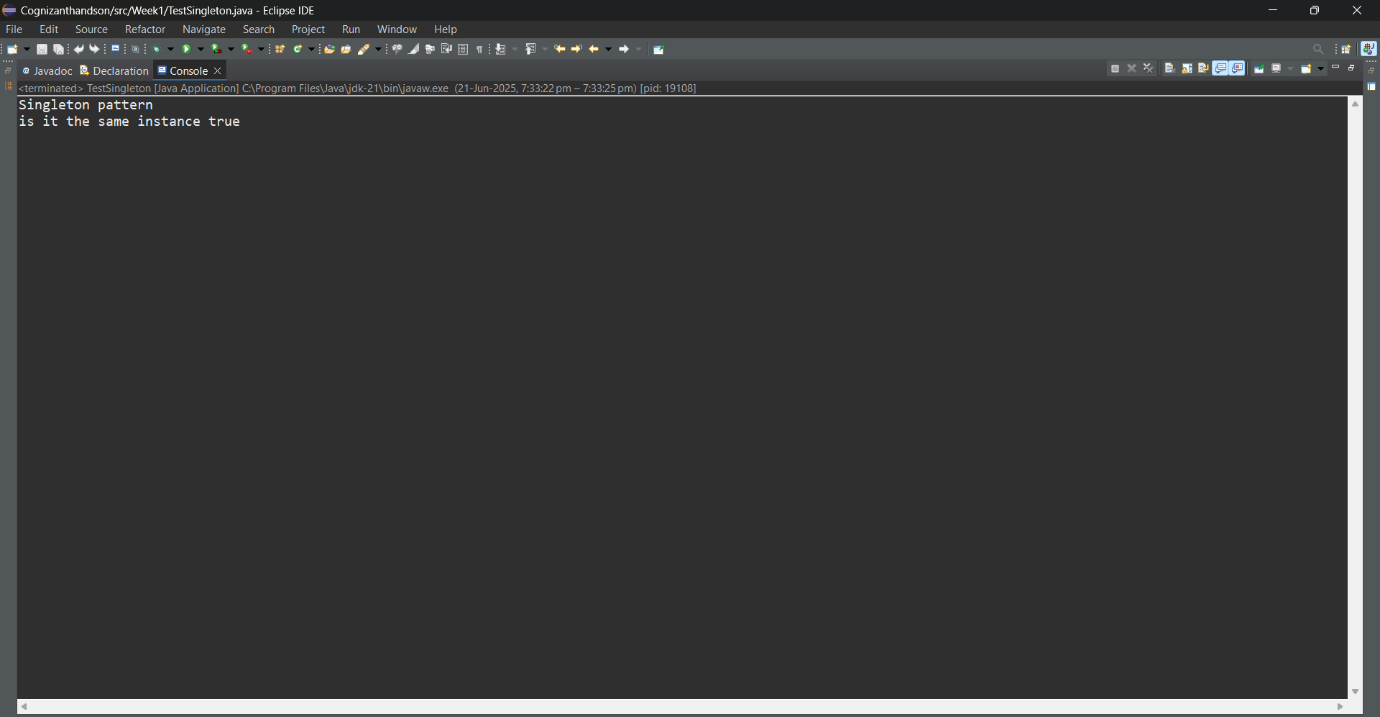 Cognizanthandson/src/Week1/TestSingleton.java - Eclipse IDE
File Edit Source Refactor Navigate Search Project Run Window Help
Javadoc Declaration Console
<terminated> TestSingleton [Java Application] C:\Program Files\Java\jdk-21\bin\javaw.exe (21-Jun-2025, 7:33:22 pm – 7:33:25 pm) [pid: 19108]
Singleton pattern
is it the same instance true